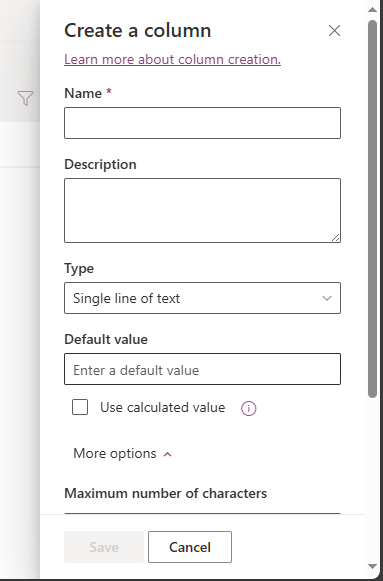 Create a column
Learn more about column creation.
Name *
Description
Type
Single line of text
Default value
Enter a default value
Use calculated value
More options
Maximum number of characters
Save
Cancel